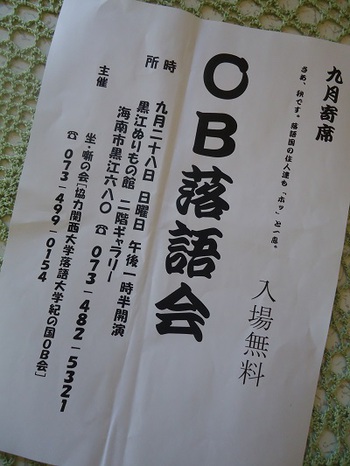 九月寄席
さぁ、秋です。落語国の住人達も「ホッ」と一息。
OB落語会
入場無料
時 九月二十八日 日曜日 午後一時半開演
所 黒江ぬりもの館 二階ギャラリー
海南市黒江六八〇 ☎073-482-5321
主催 坐・噺の会[協力関西大学落語大学紀の国OB会]
☎073-499-0154